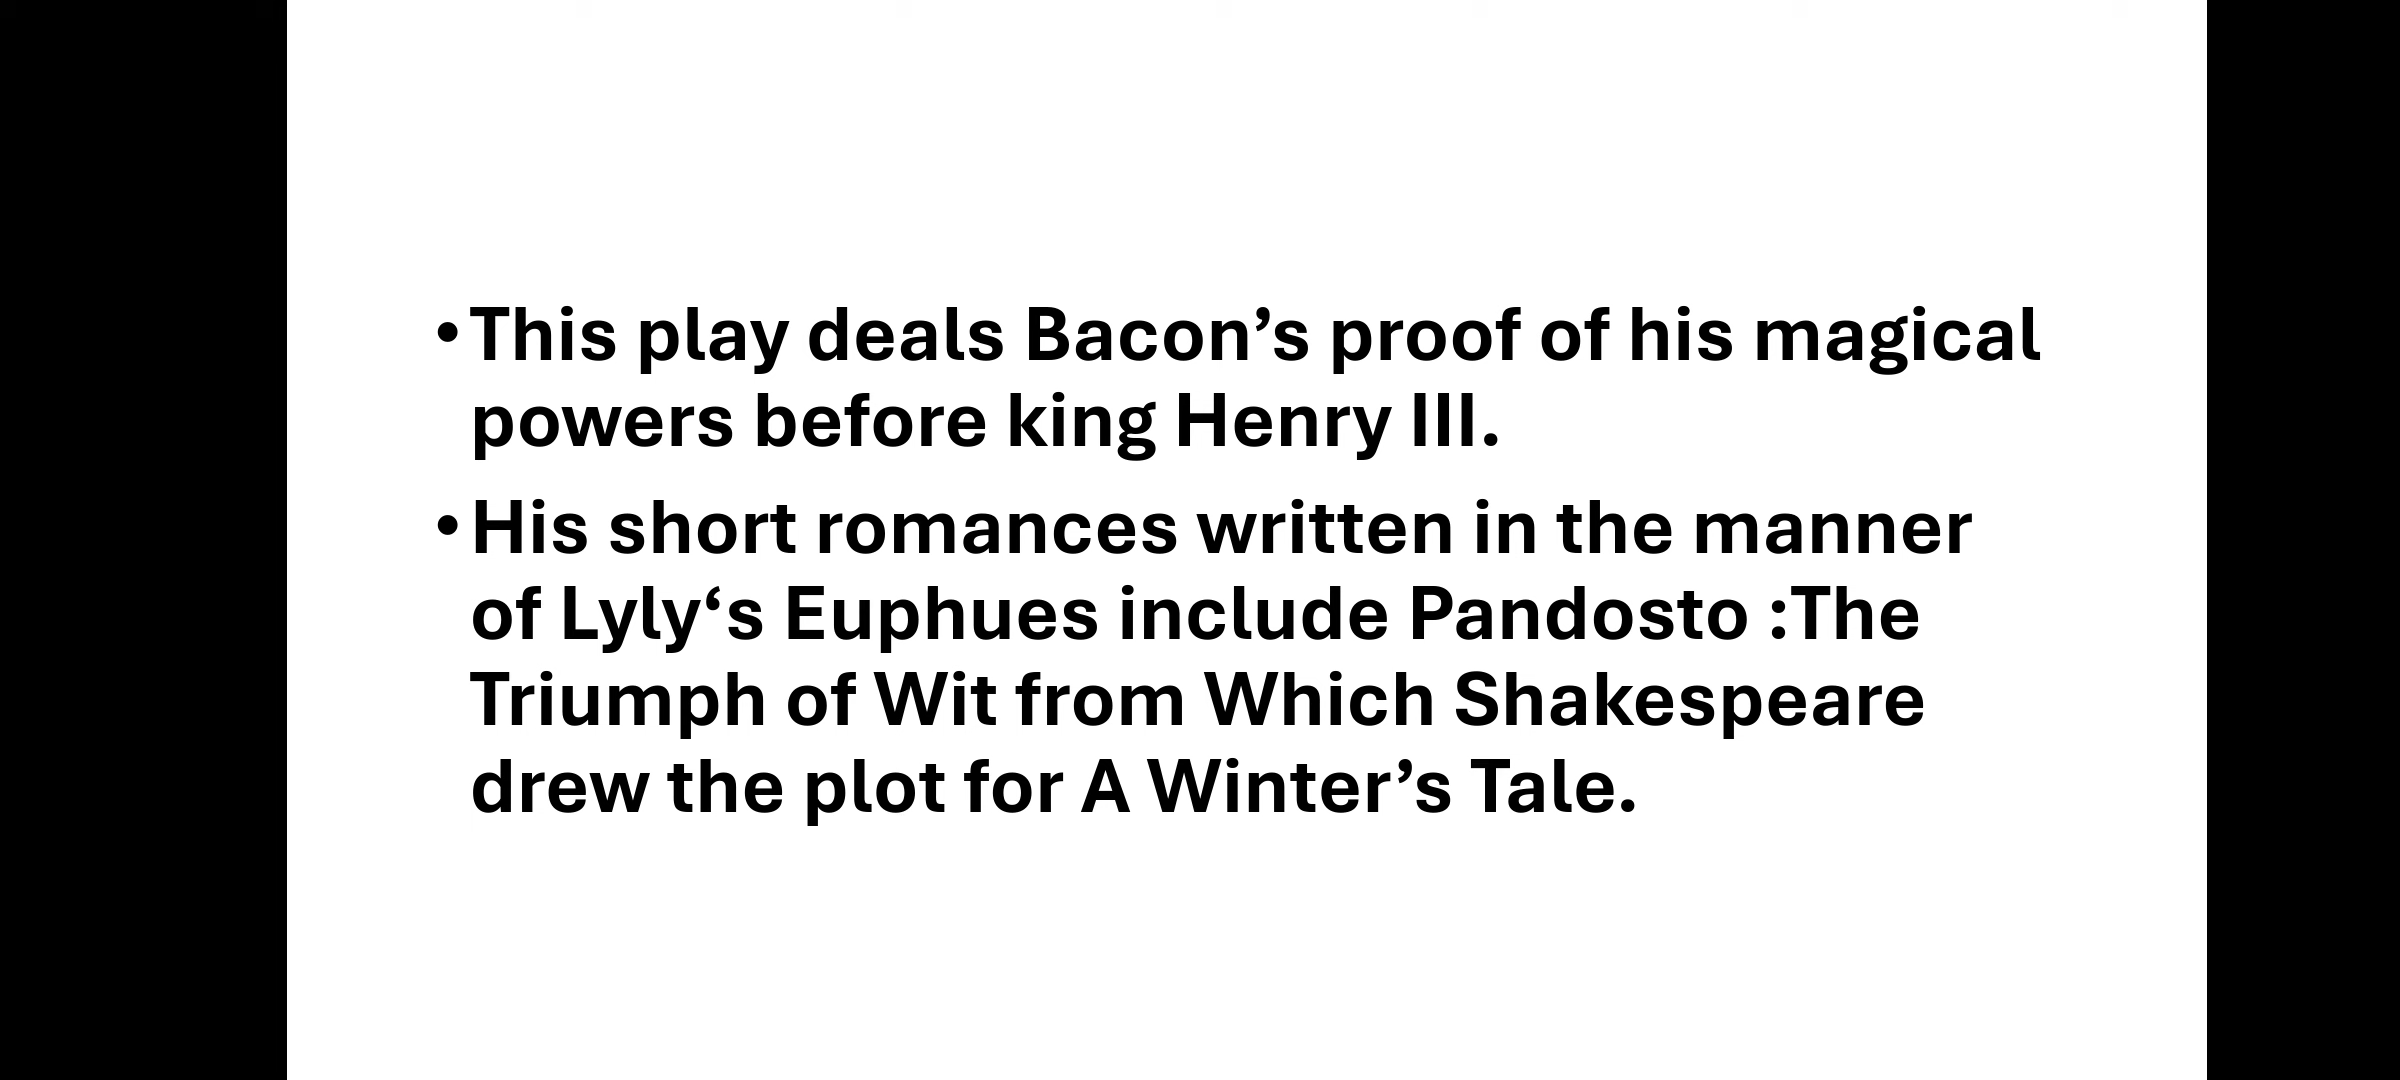 •This play deals Bacon’s proof of his magical
powers before king Henry III.
•His short romances written in the manner
of Lyly‘s Euphues include Pandosto :The
Triumph of Wit from Which Shakespeare
drew the plot for A Winter’s Tale.